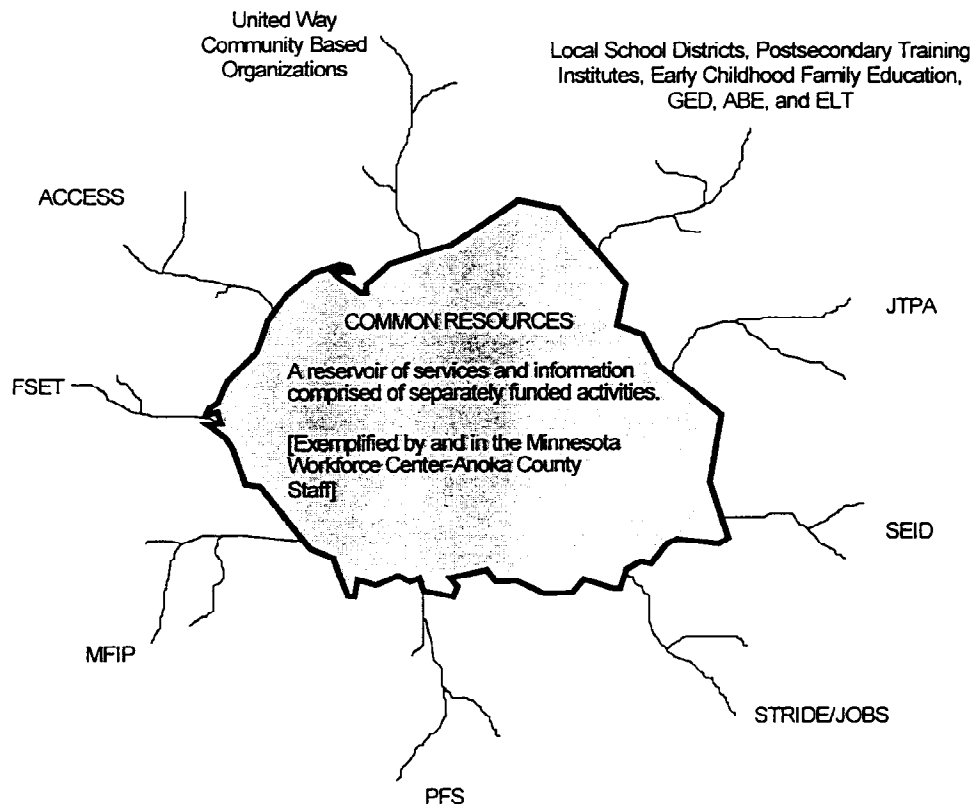 United Way
Community Based
Organizations
Local School Districts, Postsecondary Training
Institutes, Early Childhood Family Education,
GED, ABE, and ELT
ACCESS
JTPA
COMMON RESOURCES
A reservoir of services and information
comprised of separately funded activities.
[Exemplified by and in the Minnesota
Workforce Center-Anoka County
Staff]
FSET
SEID
MFIP
STRIDE/JOBS
PFS